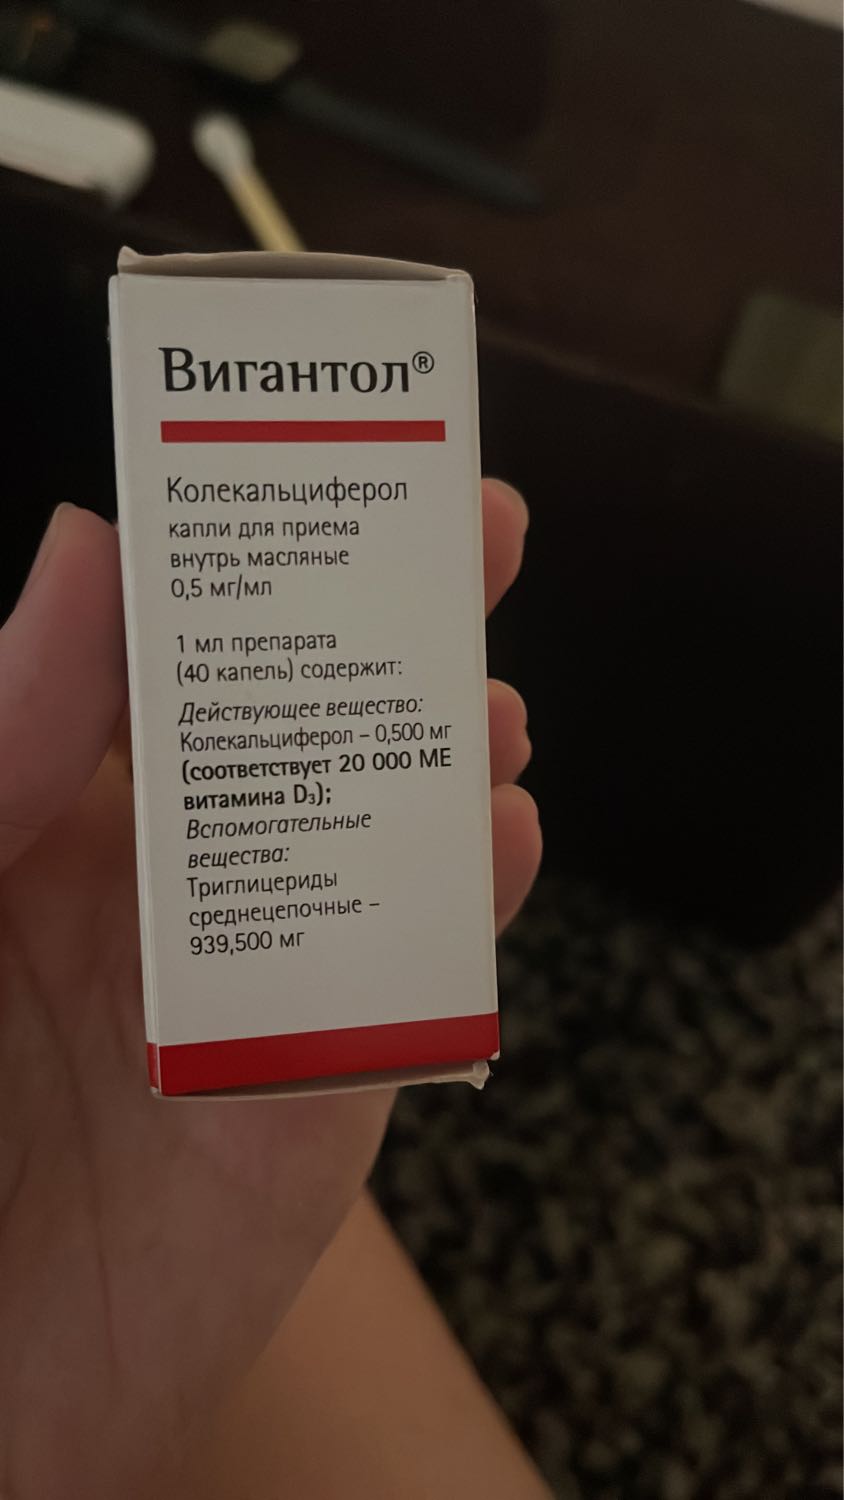 Вигантол®
Колекальциферол
капли для приема
внутрь масляные
0,5 мг/мл
1 мл препарата
(40 капель) содержит:
Действующее вещество:
Колекальциферол – 0,500 мг
(соответствует 20 000 МЕ
витамина D₃);
Вспомогательные
вещества:
Триглицериды
среднецепочные –
939,500 мг